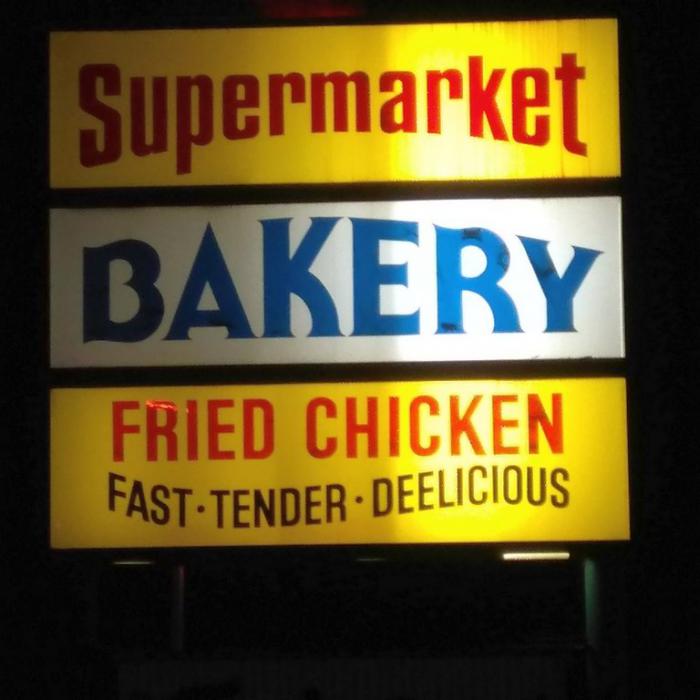 Supermarket
BAKERY
FRIED CHICKEN
FAST·TENDER·DEELICIOUS